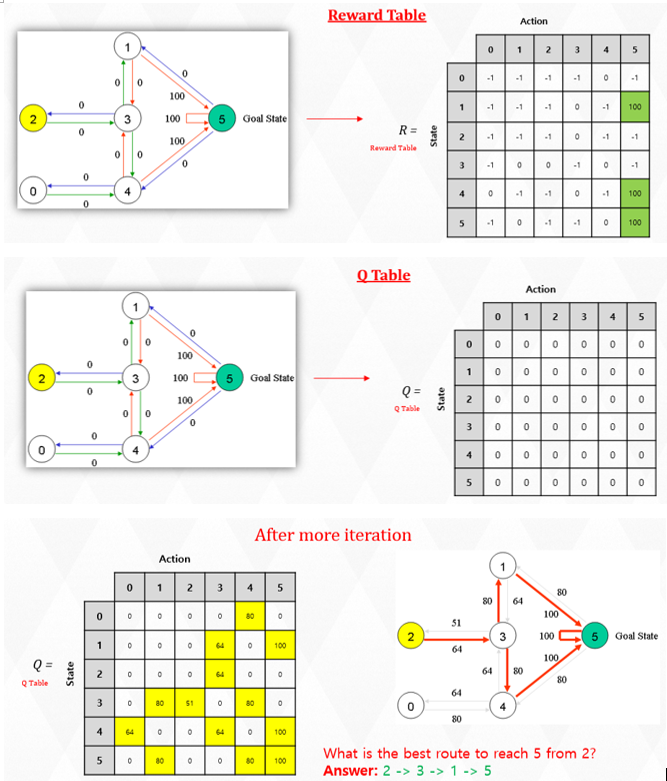 Reward Table
Action
0 1 2 3 4 5
0 -1 -1 -1 -1 0 -1
1 -1 -1 -1 0 -1 100
2 -1 -1 -1 0 -1 -1
3 -1 0 0 -1 0 -1
4 0 -1 -1 0 -1 100
5 -1 0 -1 -1 0 100
R =
Reward Table
State
1
0
0 0 100
0
2 0 3 100 5 Goal State
0
100
0 0 0
0 0 4
0
Q Table
Action
0 1 2 3 4 5
0 0 0 0 0 0 0
1 0 0 0 0 0 0
2 0 0 0 0 0 0
3 0 0 0 0 0 0
4 0 0 0 0 0 0
5 0 0 0 0 0 0
Q =
Q Table
State
1
0
0 0 100
0
2 0 3 100 5 Goal State
100
0 0 0
0 0 4
0
After more iteration
Action
0 1 2 3 4 5
0 0 0 0 0 80 0
1 0 0 0 64 0 100
2 0 0 0 64 0 0
3 0 80 51 0 80 0
4 64 0 0 64 0 100
5 0 80 0 0 80 100
Q =
Q Table
State
1
80
80 64 100
51
2 64 3 100 5 Goal State
100
64 80 80
64
0 80 4
What is the best route to reach 5 from 2?
Answer: 2 -> 3 -> 1 -> 5